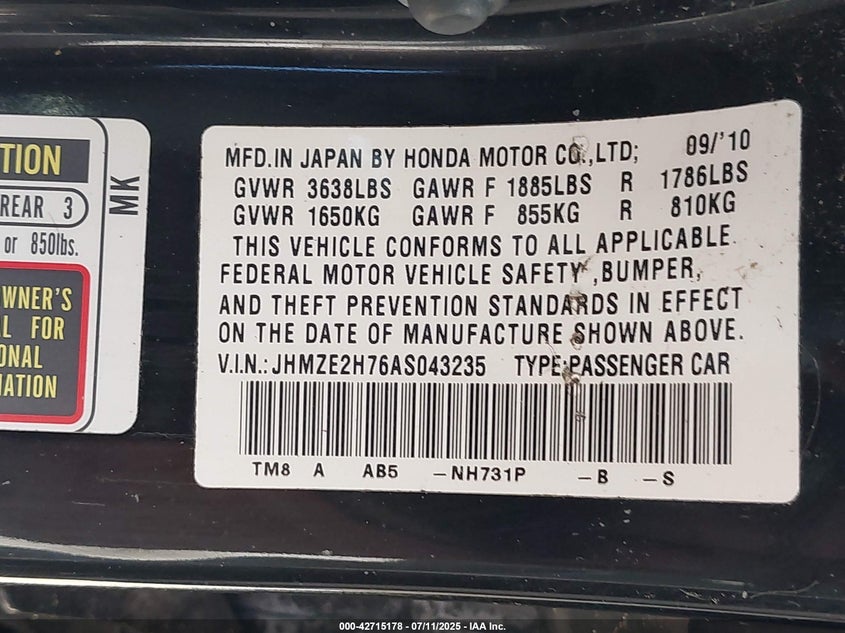 TION
REAR 3
or 850lbs.
WNER'S
L FOR
ONAL
MATION
MK
MFD.IN JAPAN BY HONDA MOTOR CO.,LTD; 09/'10
GVWR 3638LBS GAWR F 1885LBS R 1786LBS
GVWR 1650KG GAWR F 855KG R 810KG
THIS VEHICLE CONFORMS TO ALL APPLICABLE
FEDERAL MOTOR VEHICLE SAFETY ,BUMPER,
AND THEFT PREVENTION STANDARDS IN EFFECT
ON THE DATE OF MANUFACTURE SHOWN ABOVE.
V.I.N.:JHMZE2H76AS043235 TYPE:PASSENGER CAR
TM8 A AB5 -NH731P -B -S
000-42715178 - 07/11/2025 - IAA Inc.